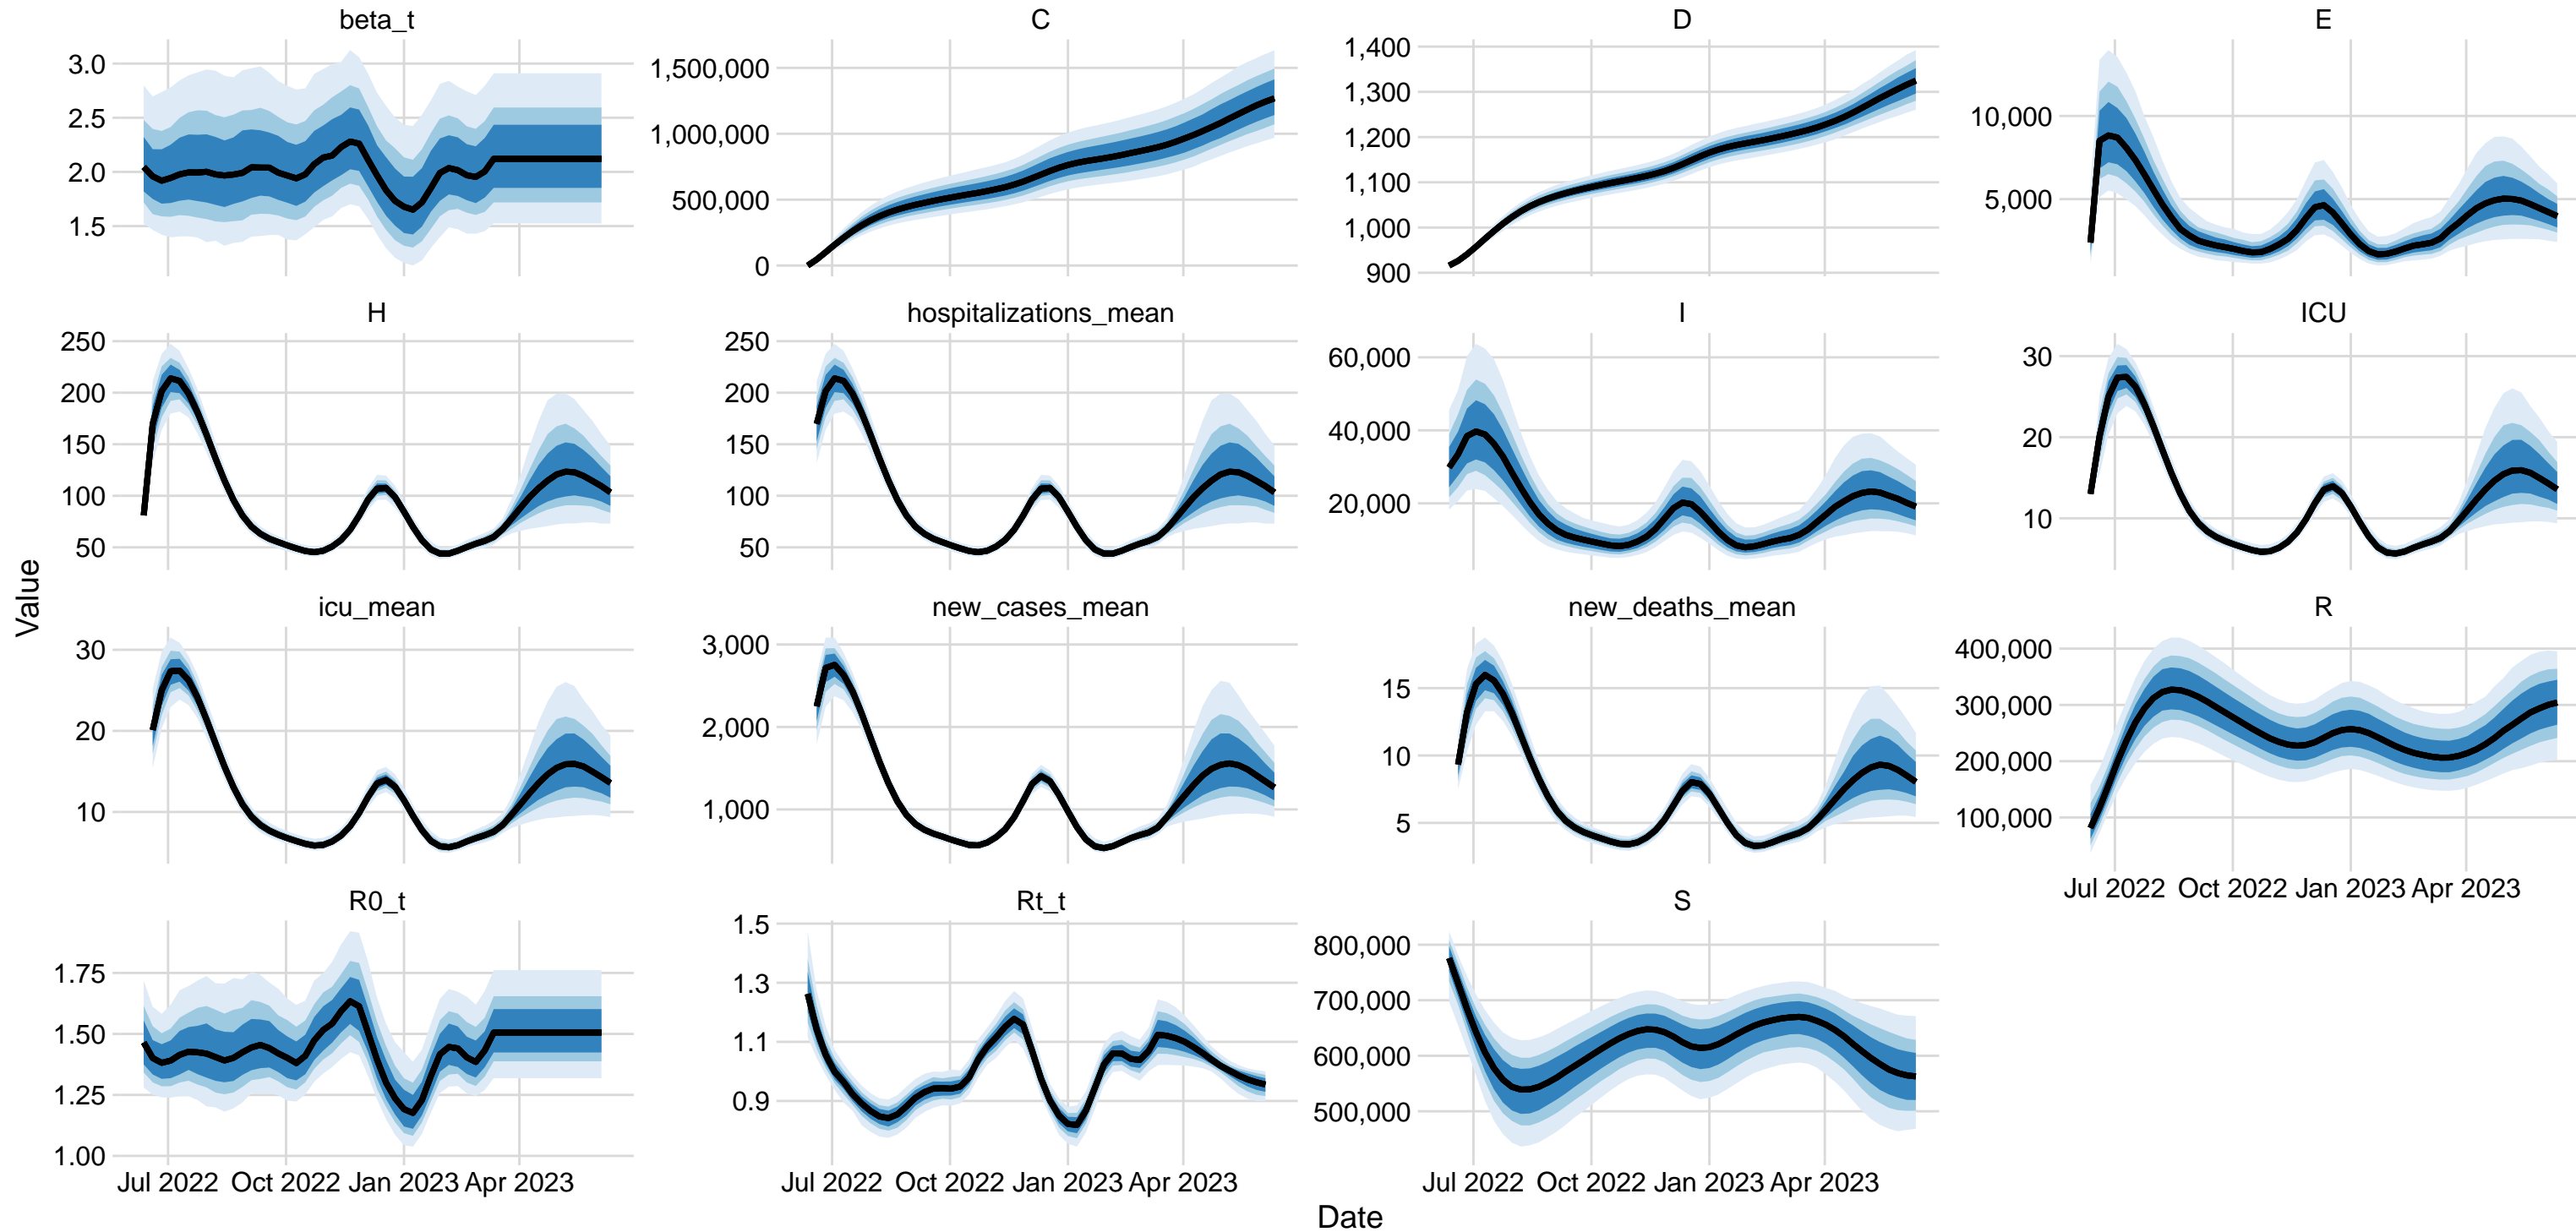 beta_t
C
D
E
3.0
2.5
2.0
1.5
1,500,000
1,000,000
500,000
0
1,400
1,300
1,200
1,100
1,000
900
10,000
5,000
H
hospitalizations_mean
I
ICU
250
200
150
100
50
250
200
150
100
50
60,000
40,000
20,000
30
20
10
Value
icu_mean
new_cases_mean
new_deaths_mean
R
30
20
10
3,000
2,000
1,000
15
10
5
400,000
300,000
200,000
100,000
Jul 2022 Oct 2022 Jan 2023 Apr 2023
R0_t
Rt_t
S
1.75
1.50
1.25
1.00
1.5
1.3
1.1
0.9
800,000
700,000
600,000
500,000
Jul 2022 Oct 2022 Jan 2023 Apr 2023
Jul 2022 Oct 2022 Jan 2023 Apr 2023
Jul 2022 Oct 2022 Jan 2023 Apr 2023
Date